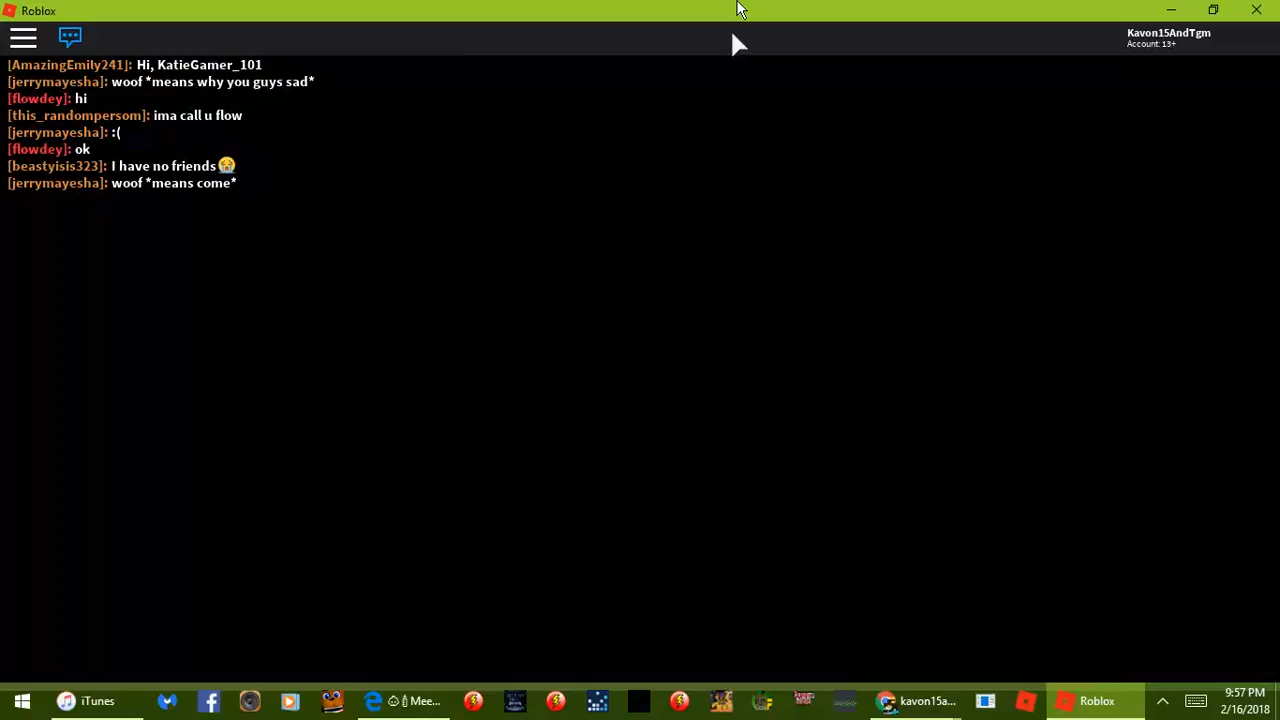 Roblox
Kavon15AndTgm
Account: 13+
[AmazingEmily241]: Hi, KatieGamer_101
[jerrymayesha]: woof *means why you guys sad*
[flowdey]: hi
[this_randompersom]: ima call u flow
[jerrymayesha]: :(
[flowdey]: ok
[beastyisis323]: I have no friends😭
[jerrymayesha]: woof *means come*
iTunes
Mee...
kavon15a...
Roblox
9:57 PM
2/16/2018